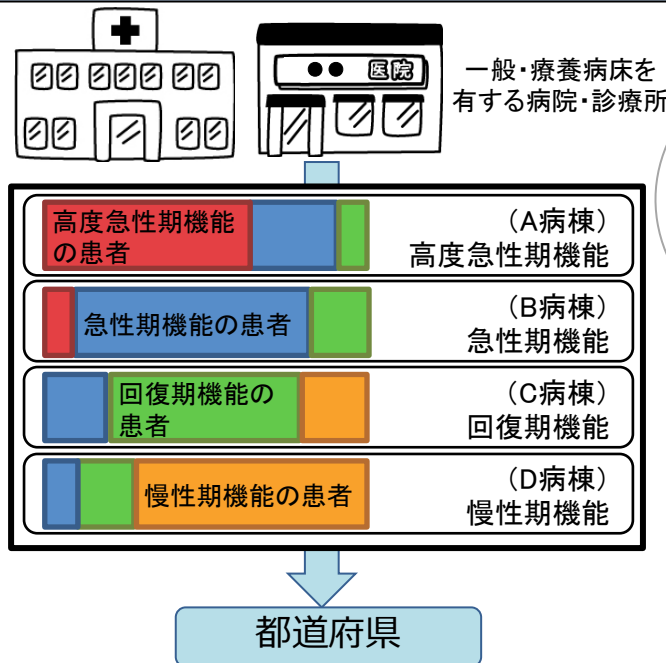 医院
一般・療養病床を
有する病院・診療所
高度急性期機能
の患者
(A病棟)
高度急性期機能
急性期機能の患者
(B病棟)
急性期機能
回復期機能の
患者
(C病棟)
回復期機能
慢性期機能の患者
(D病棟)
慢性期機能
都道府県